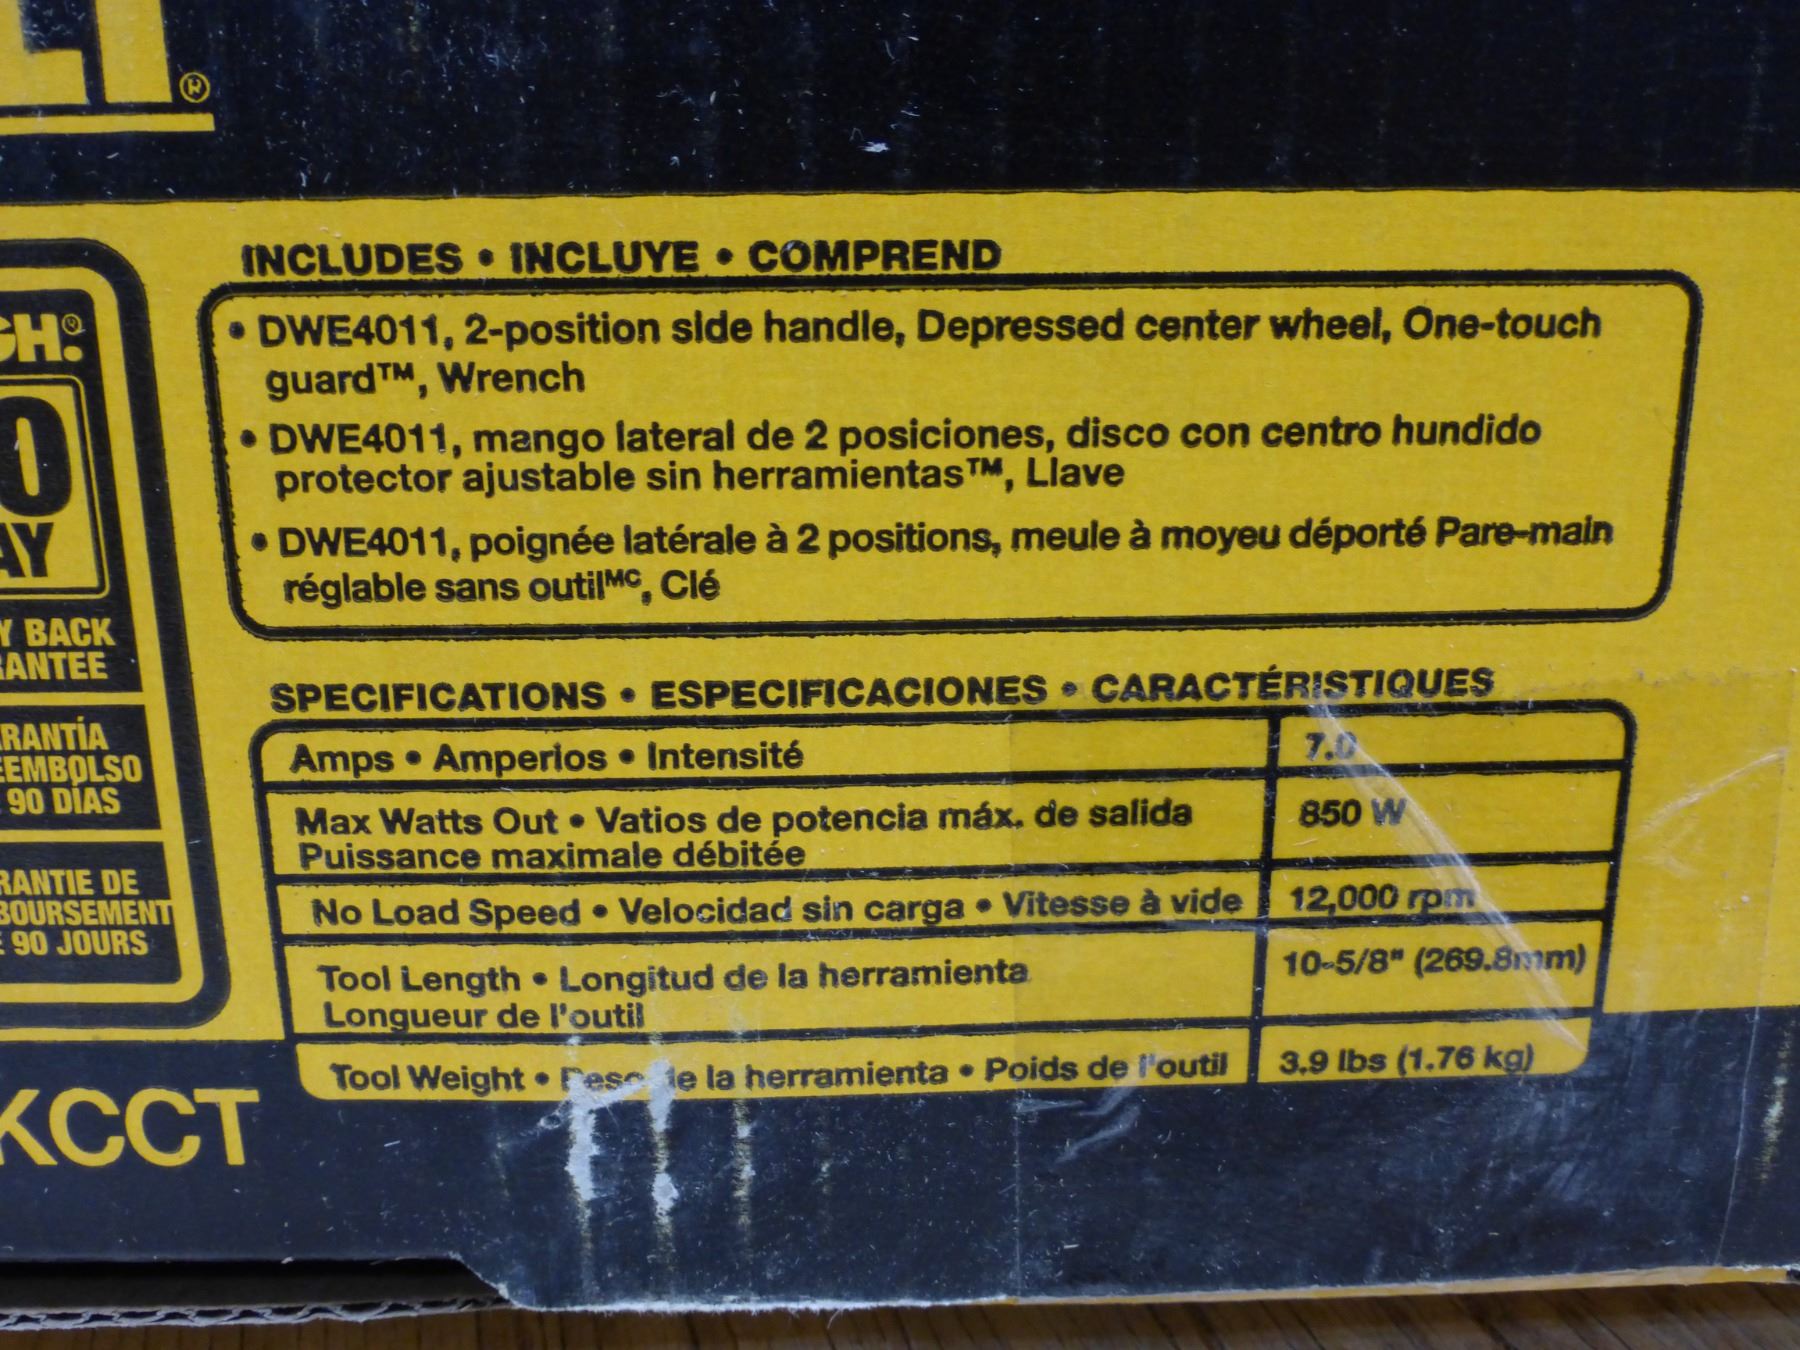 INCLUDES • INCLUYE • COMPREND
• DWE4011, 2-position side handle, Depressed center wheel, One-touch
guard™, Wrench
• DWE4011, mango lateral de 2 posiciones, disco con centro hundido
protector ajustable sin herramientas™, Llave
• DWE4011, poignée latérale à 2 positions, meule à moyeu déporté Pare-main
réglable sans outilᴹᶜ, Clé
SPECIFICATIONS • ESPECIFICACIONES • CARACTÉRISTIQUES
Amps • Amperios • Intensité 7.0
Max Watts Out • Vatios de potencia máx. de salida 850 W
Puissance maximale débitée
No Load Speed • Velocidad sin carga • Vitesse à vide 12,000 rpm
Tool Length • Longitud de la herramienta 10-5/8" (269.8mm)
Longueur de l'outil
Tool Weight • Peso de la herramienta • Poids de l'outil 3.9 lbs (1.76 kg)
GH.®
0
AY
Y BACK
RANTEE
RANTÍA
EEMBOLSO
90 DÍAS
RANTIE DE
BOURSEMENT
E 90 JOURS
KCCT